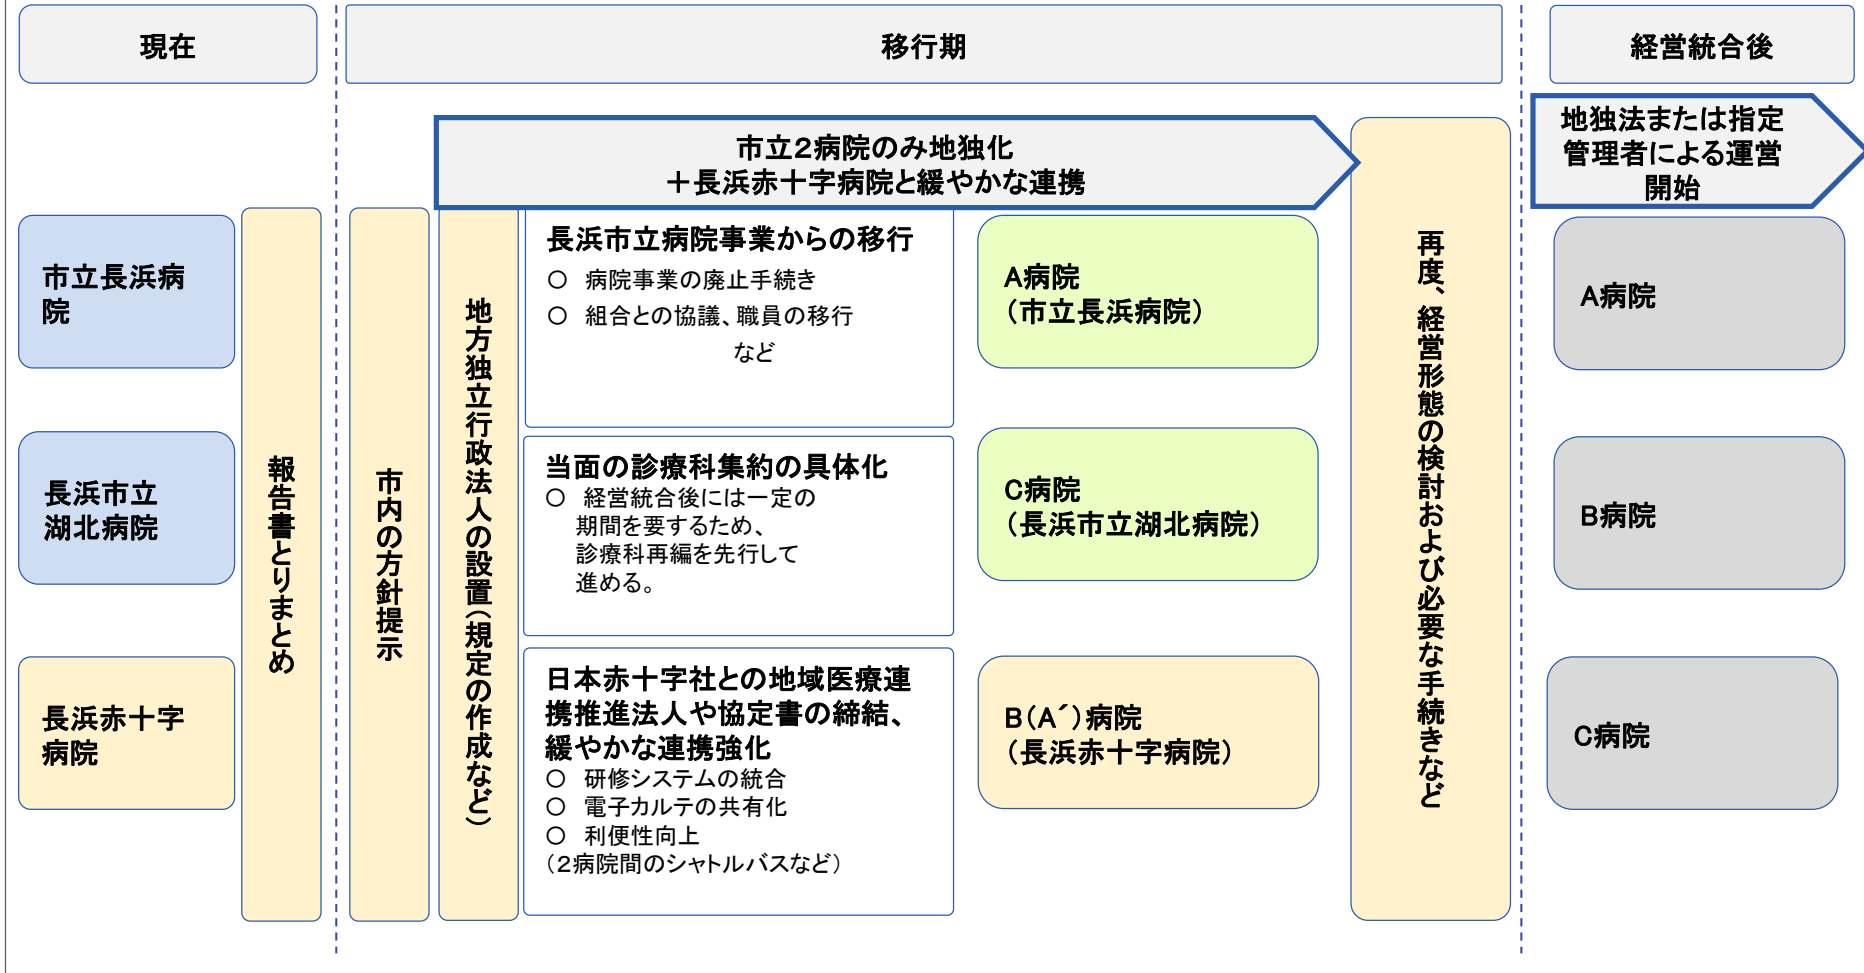 現在
移行期
経営統合後
市立2病院のみ地独化
＋長浜赤十字病院と緩やかな連携
地独法または指定
管理者による運営
開始
市立長浜病
院
長浜市立
湖北病院
長浜赤十字
病院
報告書とりまとめ
市内の方針提示
地方独立行政法人の設置（規定の作成など）
長浜市立病院事業からの移行
○ 病院事業の廃止手続き
○ 組合との協議、職員の移行
など
当面の診療科集約の具体化
○ 経営統合後には一定の
期間を要するため、
診療科再編を先行して
進める。
日本赤十字社との地域医療連
携推進法人や協定書の締結、
緩やかな連携強化
○ 研修システムの統合
○ 電子カルテの共有化
○ 利便性向上
（2病院間のシャトルバスなど）
A病院
（市立長浜病院）
C病院
（長浜市立湖北病院）
B（A´）病院
（長浜赤十字病院）
再度、経営形態の検討および必要な手続きなど
A病院
B病院
C病院